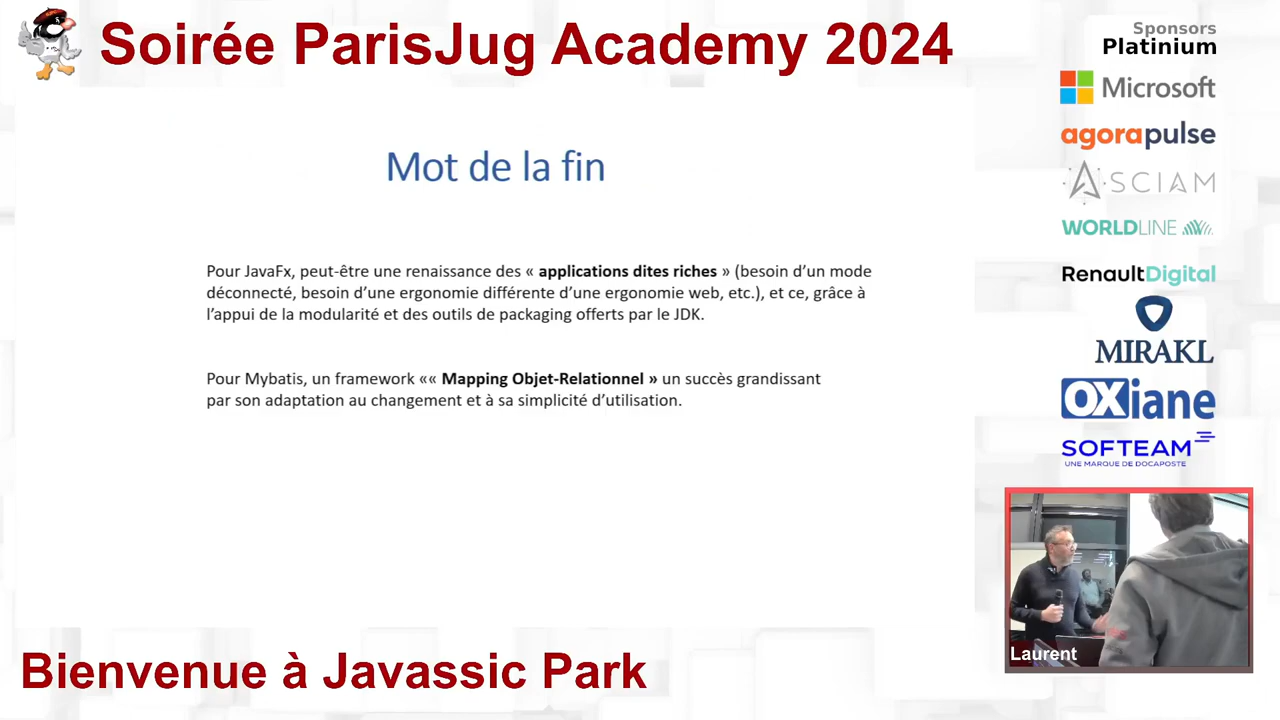 Soirée ParisJug Academy 2024
Sponsors
Platinium
Microsoft
agorapulse
ASCIAM
WORLDLINE
RenaultDigital
MIRAKL
OXiane
SOFTEAM
UNE MARQUE DE DOCAPOSTE
Mot de la fin
Pour JavaFx, peut-être une renaissance des « applications dites riches » (besoin d’un mode
déconnecté, besoin d’une ergonomie différente d’une ergonomie web, etc.), et ce, grâce à
l’appui de la modularité et des outils de packaging offerts par le JDK.
Pour Mybatis, un framework «« Mapping Objet-Relationnel » un succès grandissant
par son adaptation au changement et à sa simplicité d’utilisation.
Laurent
Bienvenue à Javassic Park